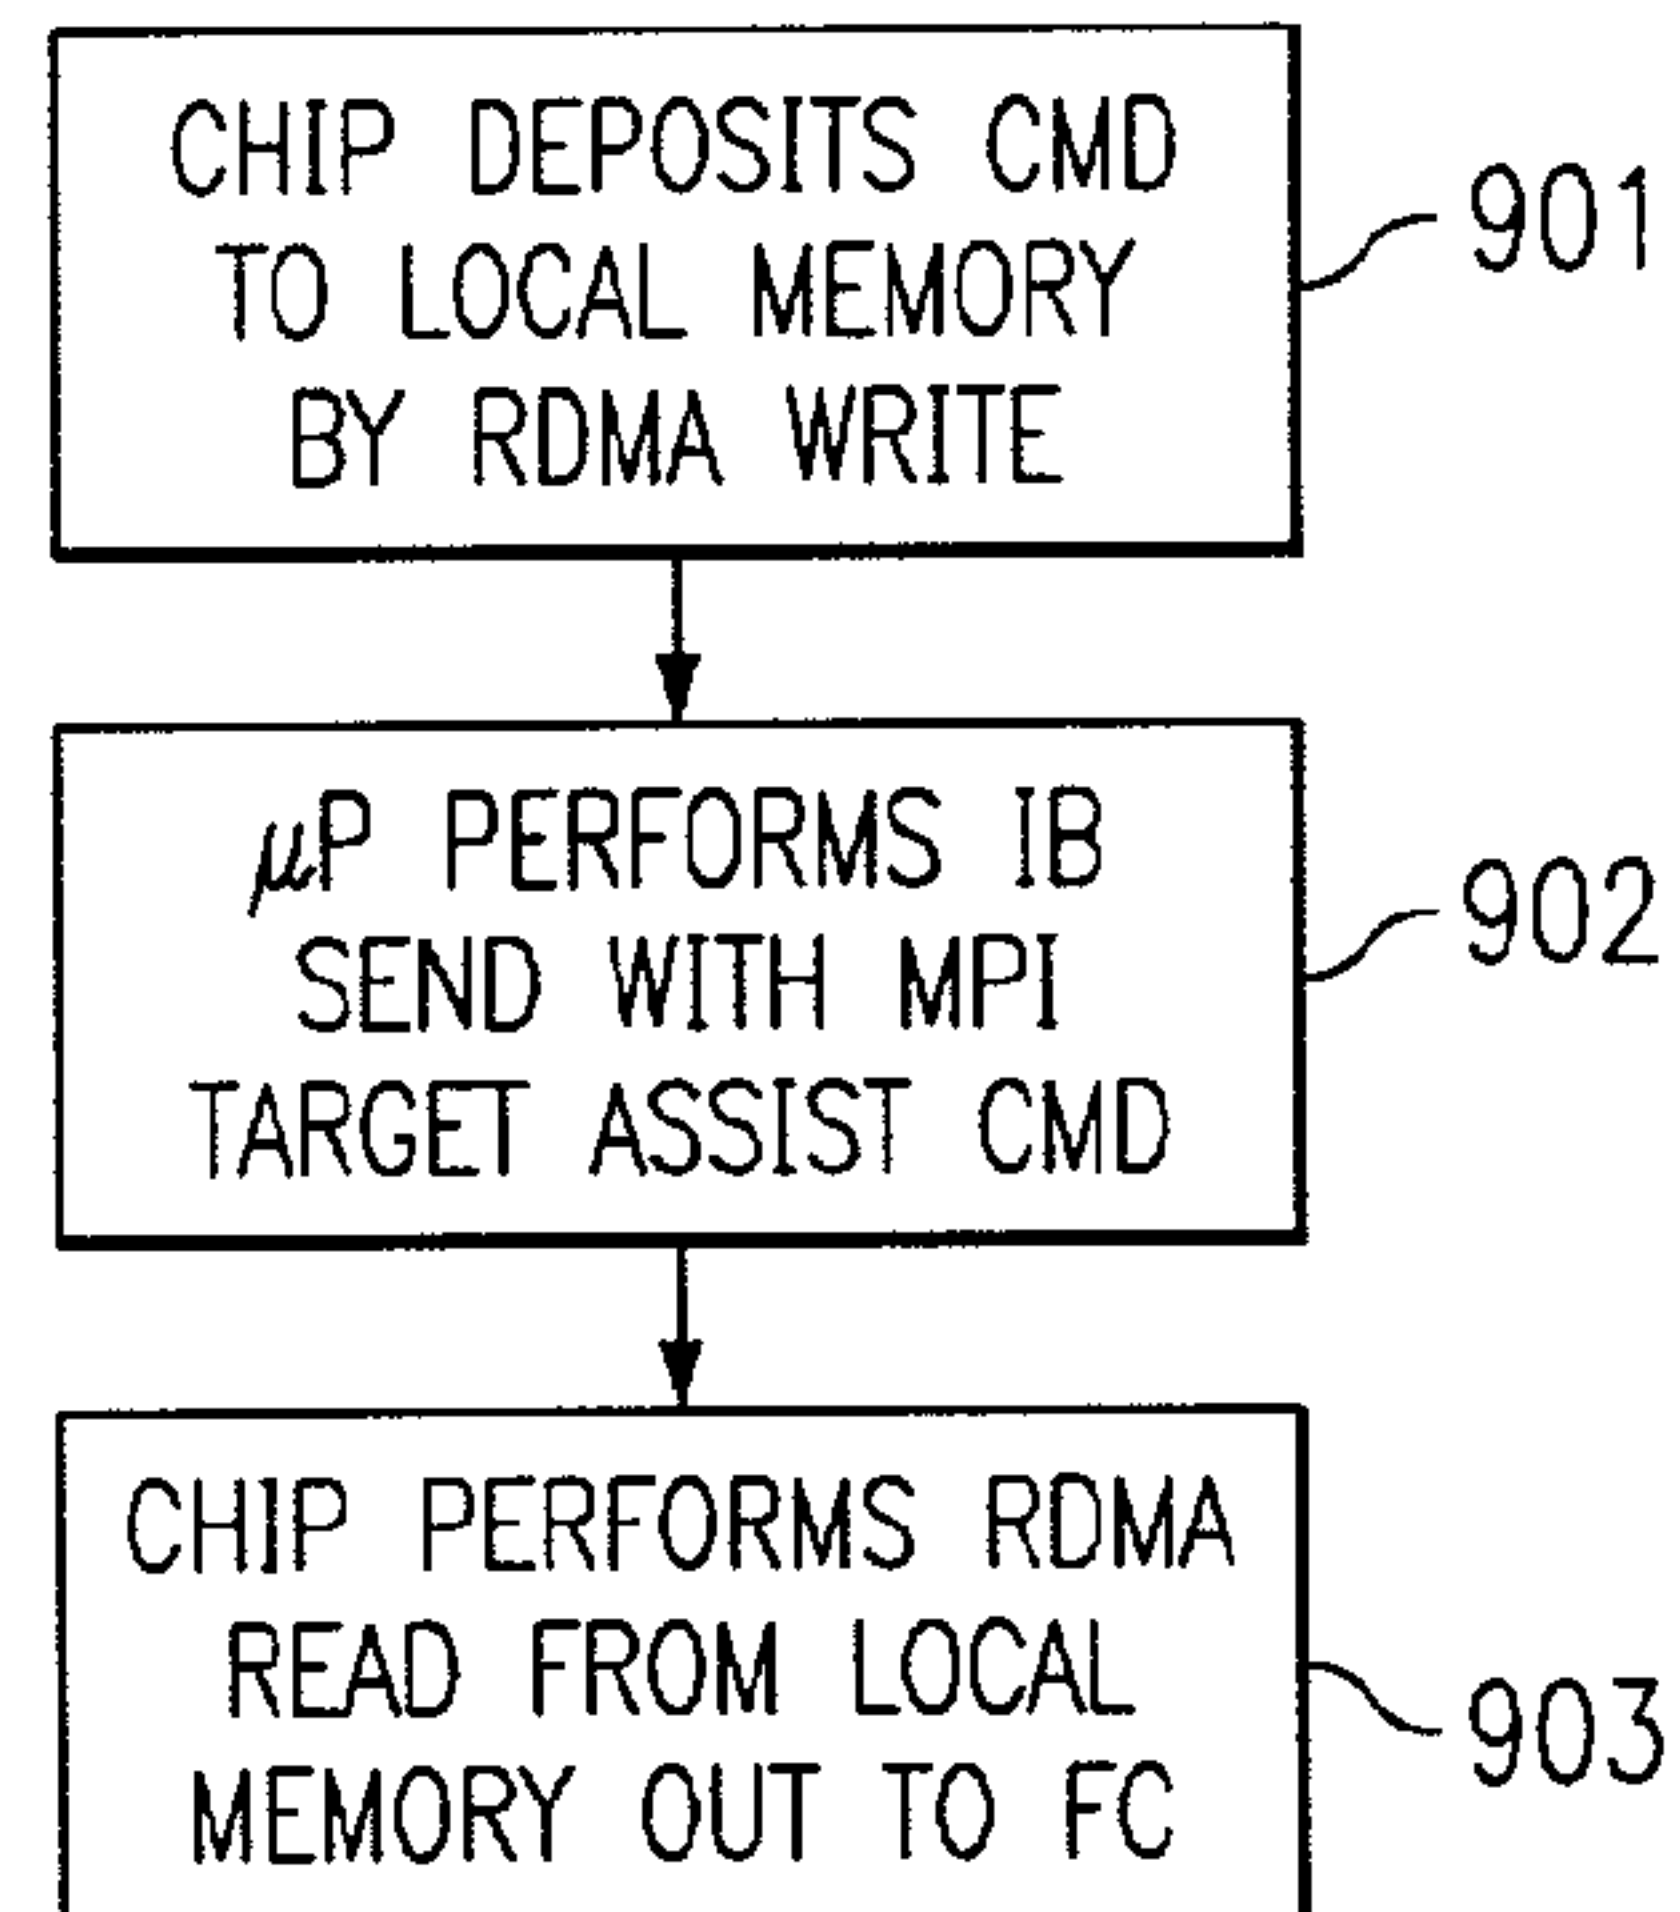 CHIP DEPOSITS CMD
TO LOCAL MEMORY
BY RDMA WRITE
901
μP PERFORMS IB
SEND WITH MPI
TARGET ASSIST CMD
902
CHIP PERFORMS RDMA
READ FROM LOCAL
MEMORY OUT TO FC
903